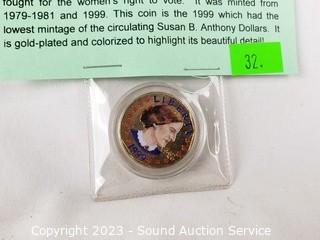 fought for the women's right to vote. It was minted from
1979-1981 and 1999. This coin is the 1999 which had the
lowest mintage of the circulating Susan B. Anthony Dollars. It
is gold-plated and colorized to highlight its beautiful detail!
32.
LIBERTY
1999
Copyright 2023 - Sound Auction Service